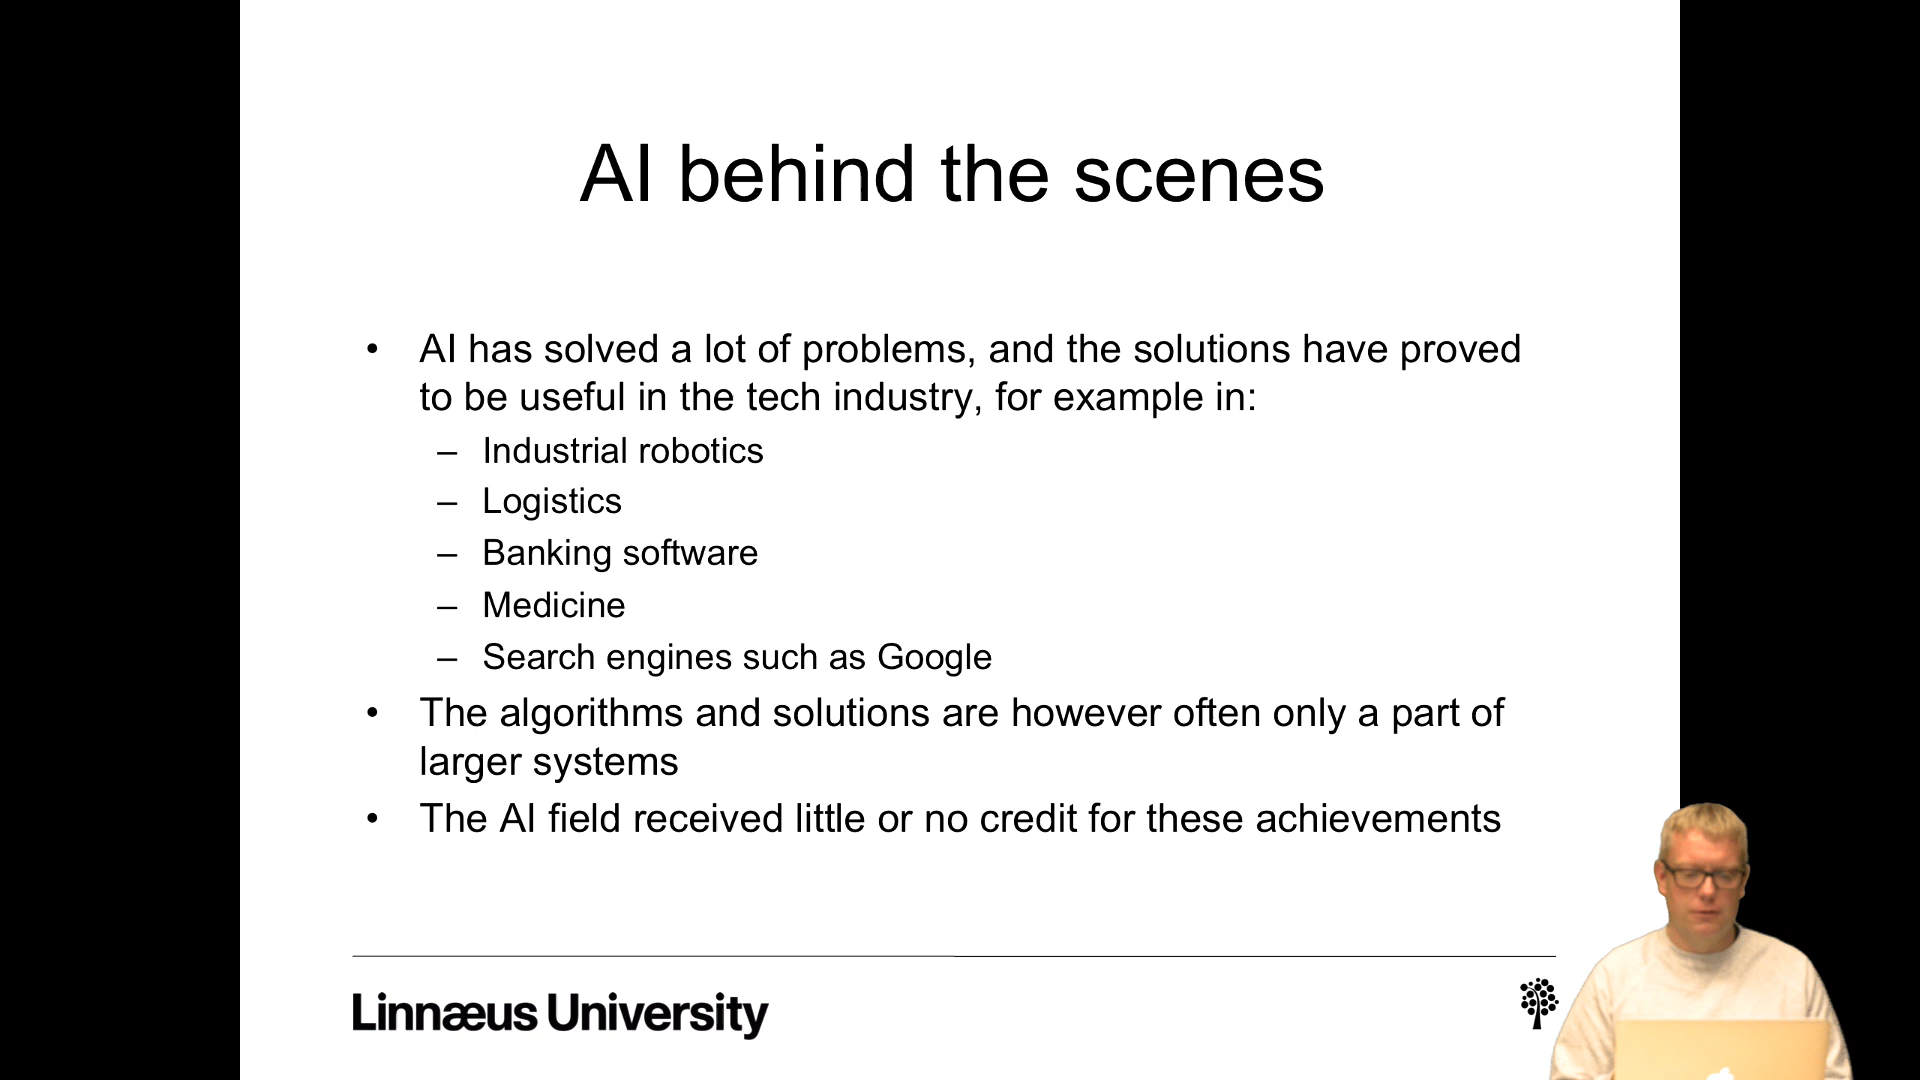 AI behind the scenes
• AI has solved a lot of problems, and the solutions have proved
to be useful in the tech industry, for example in:
– Industrial robotics
– Logistics
– Banking software
– Medicine
– Search engines such as Google
• The algorithms and solutions are however often only a part of
larger systems
• The AI field received little or no credit for these achievements
Linnæus University